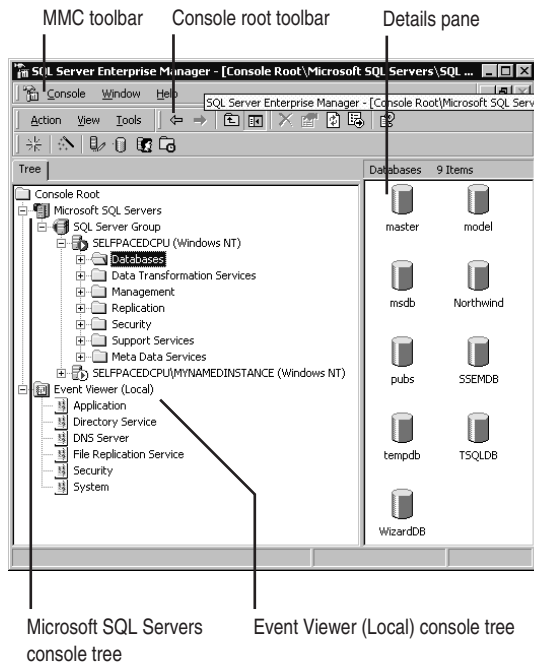 MMC toolbar
Console root toolbar
Details pane
SQL Server Enterprise Manager - [Console Root\Microsoft SQL Servers\SQL ...
Console Window Help
SQL Server Enterprise Manager - [Console Root\Microsoft SQL Serv
Action View Tools
Tree
Databases 9 Items
Console Root
Microsoft SQL Servers
SQL Server Group
SELFPACEDCPU (Windows NT)
Databases
Data Transformation Services
Management
Replication
Security
Support Services
Meta Data Services
SELFPACEDCPU\MYNAMEDINSTANCE (Windows NT)
Event Viewer (Local)
Application
Directory Service
DNS Server
File Replication Service
Security
System
master
model
msdb
Northwind
pubs
SSEMDB
tempdb
TSQLDB
WizardDB
Microsoft SQL Servers
console tree
Event Viewer (Local) console tree